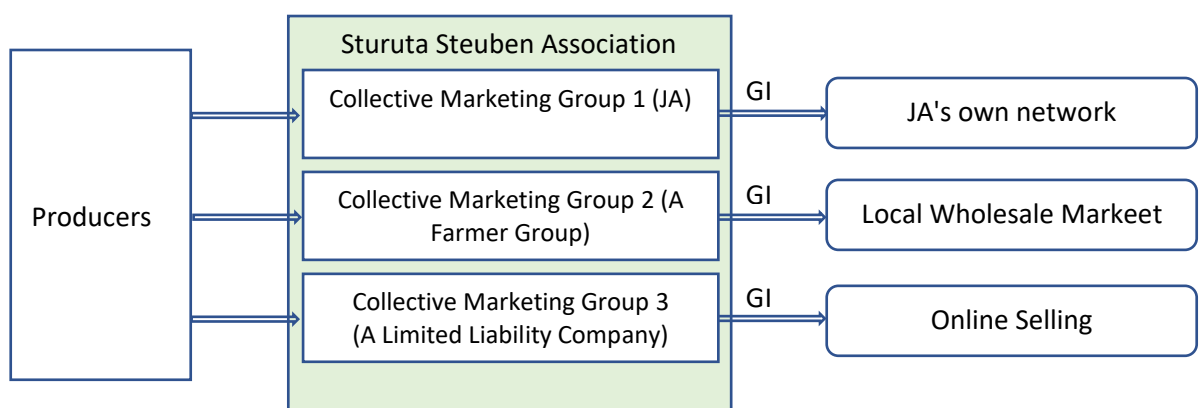 Sturuta Steuben Association
Producers
Collective Marketing Group 1 (JA)
GI
JA's own network
Collective Marketing Group 2 (A
Farmer Group)
GI
Local Wholesale Markeet
Collective Marketing Group 3
(A Limited Liability Company)
GI
Online Selling